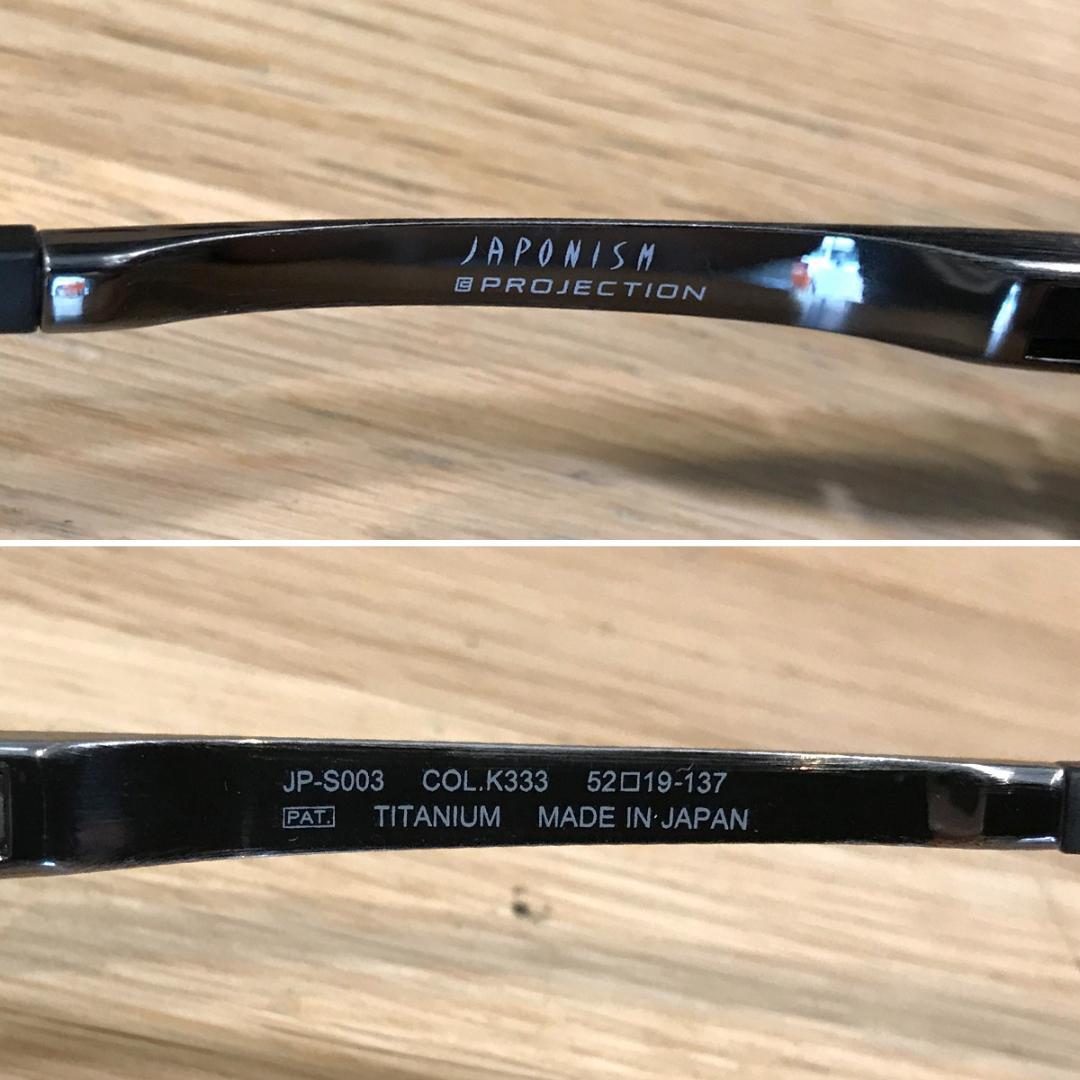 JAPONISM
PROJECTION
JP-S003 COL.K333 52□19-137
PAT. TITANIUM MADE IN JAPAN